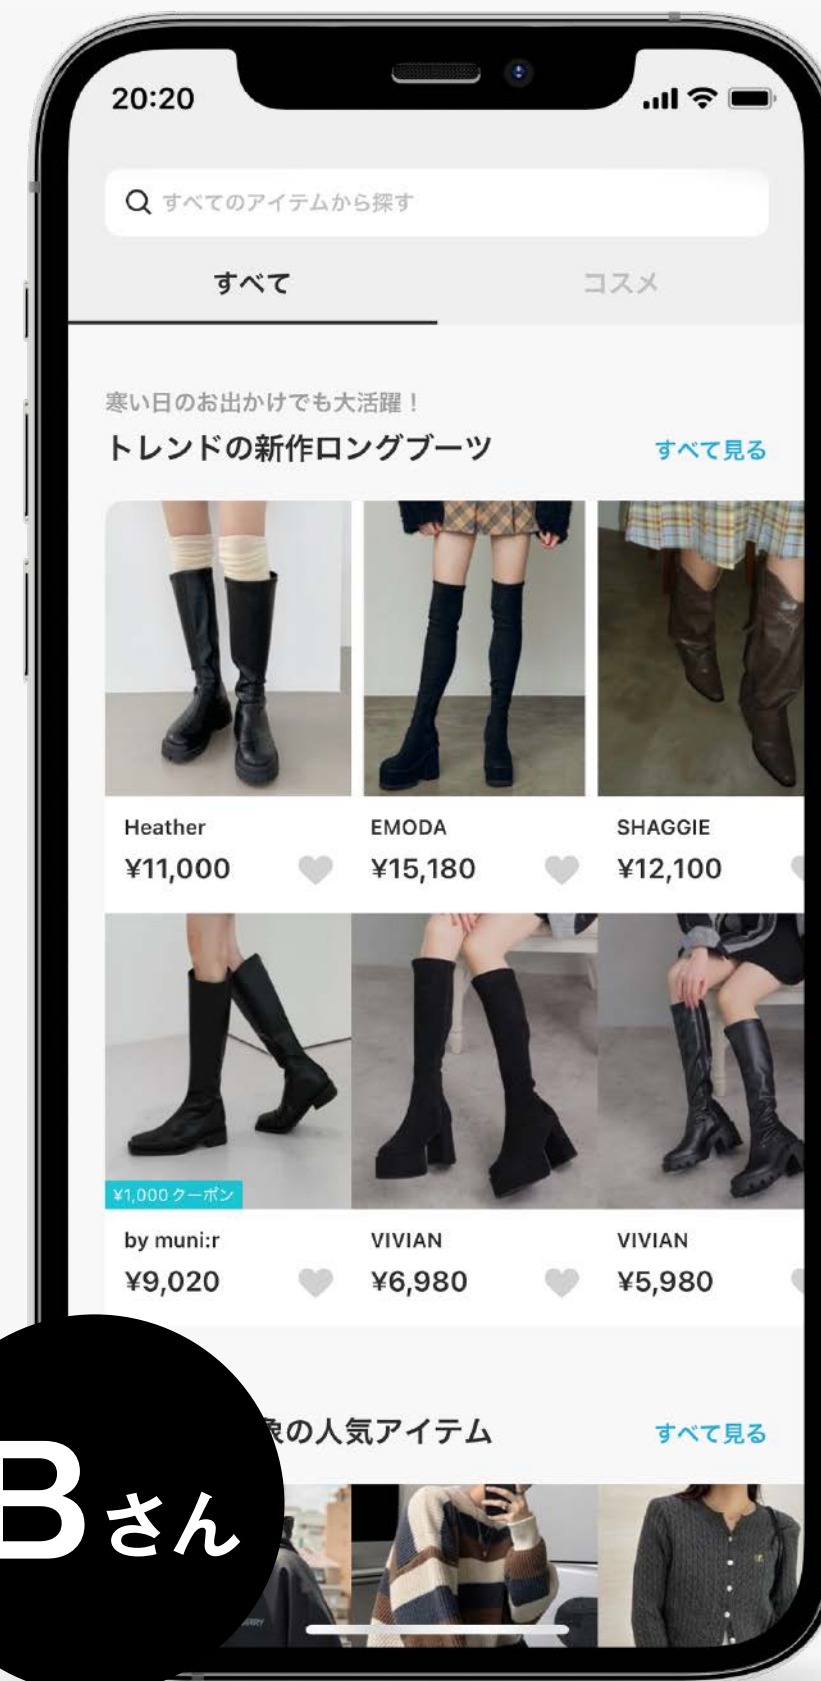 20:20
すべてのアイテムから探す
すべて
コスメ
寒い日のお出かけでも大活躍！
トレンドの新作ロングブーツ
すべて見る
Heather
¥11,000
EMODA
¥15,180
SHAGGIE
¥12,100
¥1,000クーポン
by muni:r
¥9,020
VIVIAN
¥6,980
VIVIAN
¥5,980
象の人気アイテム
すべて見る
Bさん